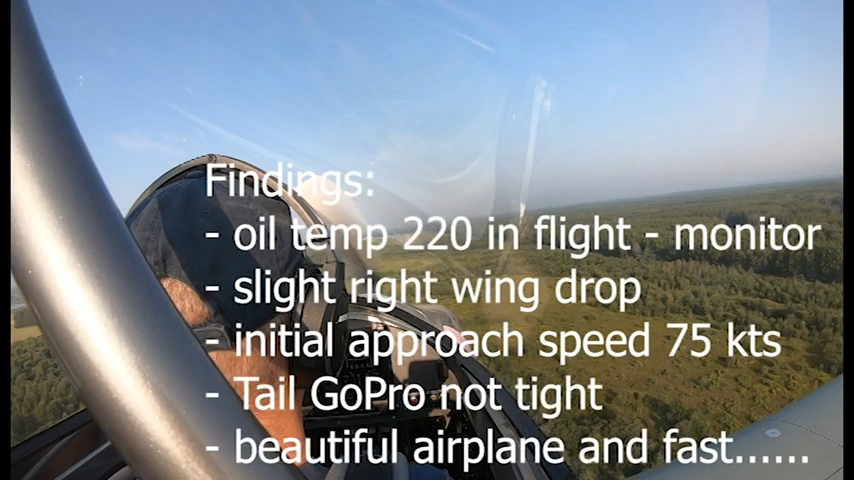 Findings:
- oil temp 220 in flight - monitor
- slight right wing drop
- initial approach speed 75 kts
- Tail GoPro not tight
- beautiful airplane and fast......